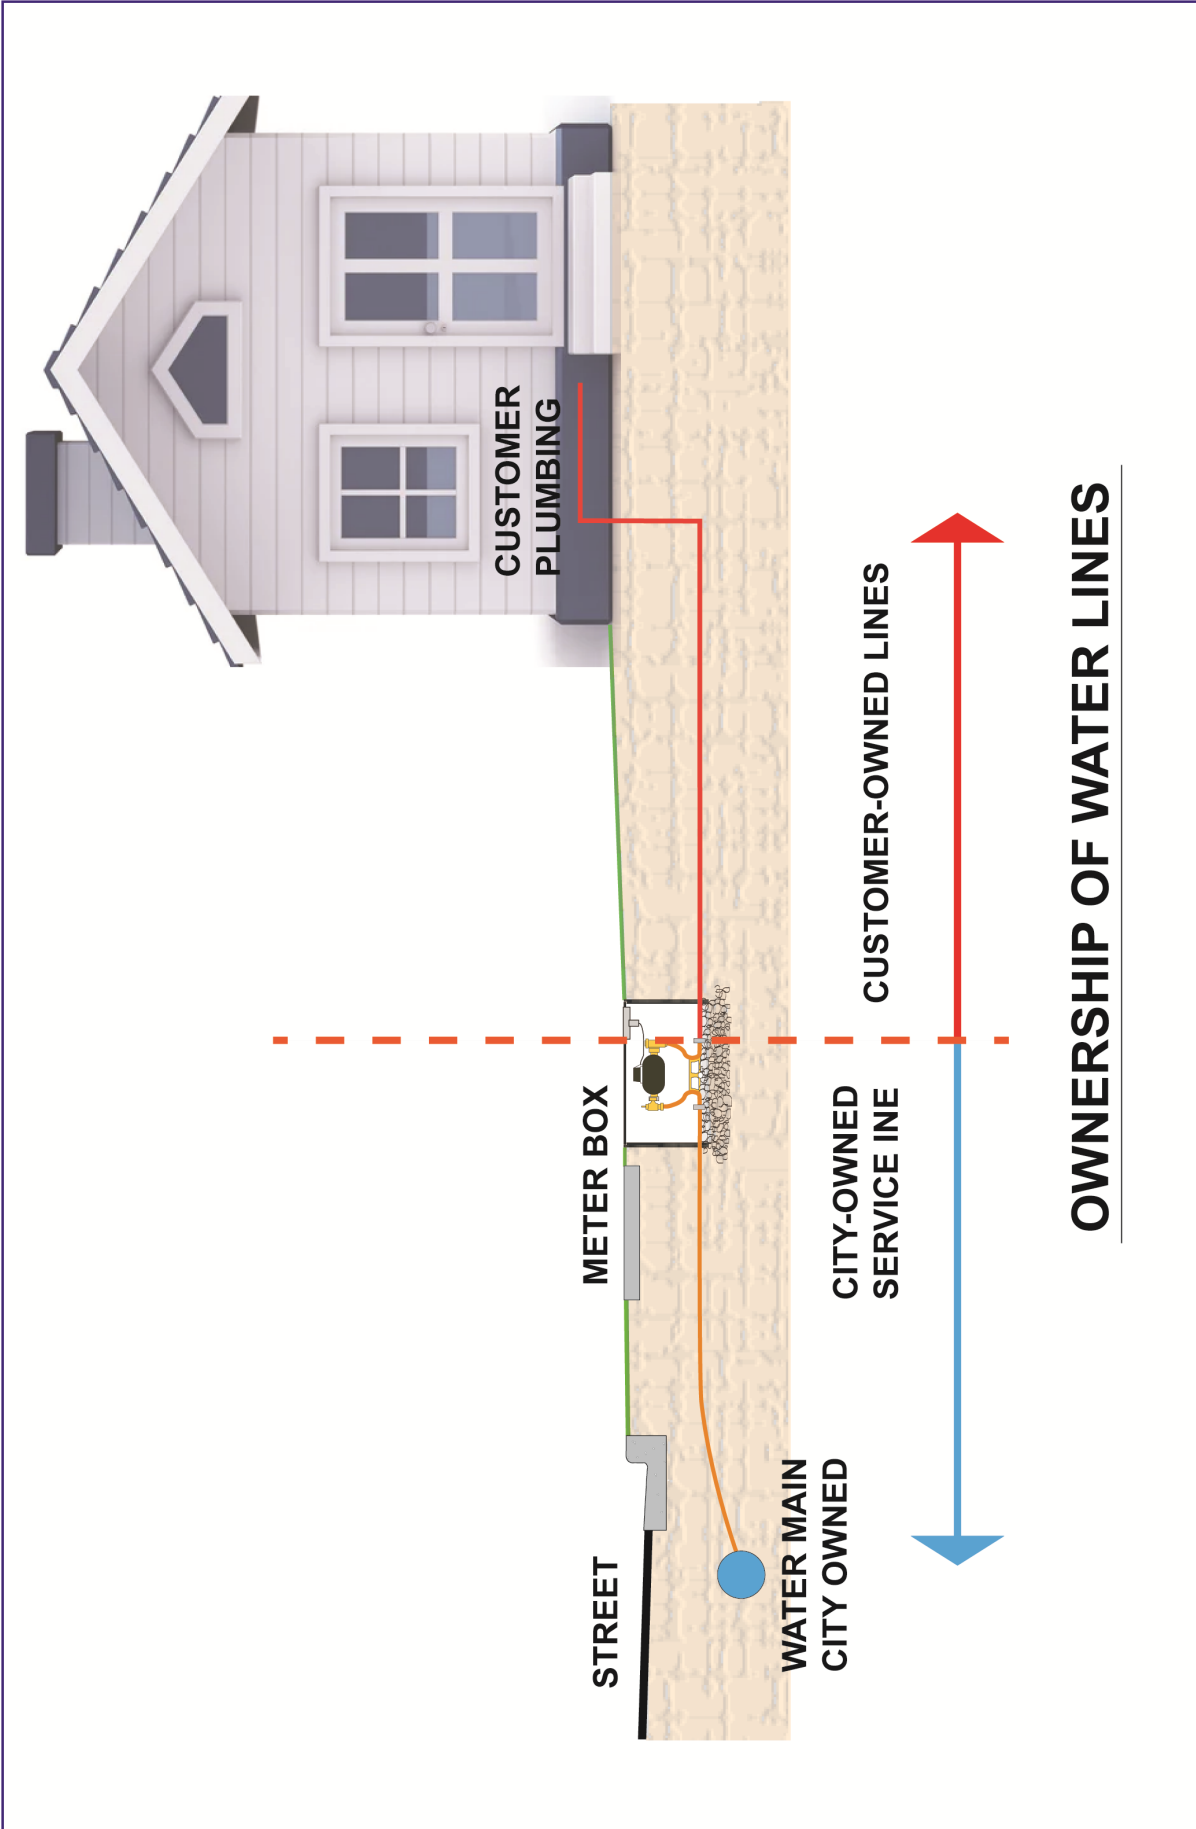 CUSTOMER
PLUMBING
METER BOX
STREET
WATER MAIN
CITY OWNED
CITY-OWNED
SERVICE INE
CUSTOMER-OWNED LINES
OWNERSHIP OF WATER LINES